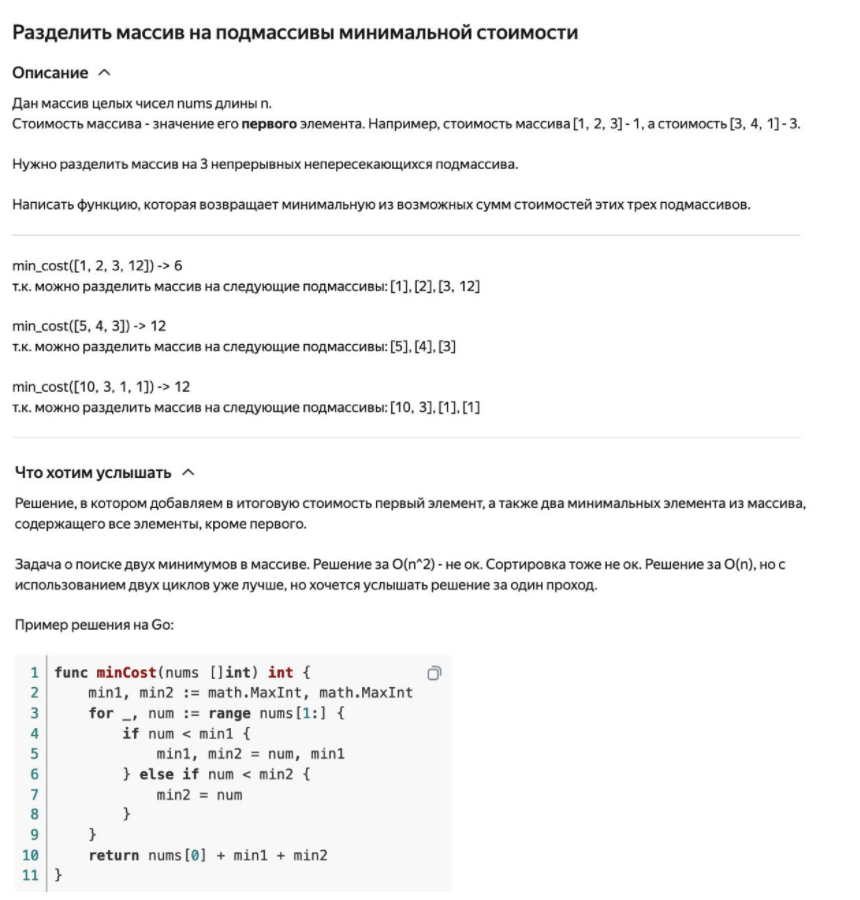 Разделить массив на подмассивы минимальной стоимости
Описание
Дан массив целых чисел nums длины n.
Стоимость массива - значение его первого элемента. Например, стоимость массива [1, 2, 3] - 1, а стоимость [3, 4, 1] - 3.
Нужно разделить массив на 3 непрерывных непересекающихся подмассива.
Написать функцию, которая возвращает минимальную из возможных сумм стоимостей этих трех подмассивов.
min_cost([1, 2, 3, 12]) -> 6
т.к. можно разделить массив на следующие подмассивы: [1], [2], [3, 12]
min_cost([5, 4, 3]) -> 12
т.к. можно разделить массив на следующие подмассивы: [5], [4], [3]
min_cost([10, 3, 1, 1]) -> 12
т.к. можно разделить массив на следующие подмассивы: [10, 3], [1], [1]
Что хотим услышать
Решение, в котором добавляем в итоговую стоимость первый элемент, а также два минимальных элемента из массива,
содержащего все элементы, кроме первого.
Задача о поиске двух минимумов в массиве. Решение за O(n^2) - не ок. Сортировка тоже не ок. Решение за O(n), но с
использованием двух циклов уже лучше, но хочется услышать решение за один проход.
Пример решения на Go:
1 func minCost(nums []int) int {
2 min1, min2 := math.MaxInt, math.MaxInt
3 for _, num := range nums[1:] {
4 if num < min1 {
5 min1, min2 = num, min1
6 } else if num < min2 {
7 min2 = num
8 }
9 }
10 return nums[0] + min1 + min2
11 }